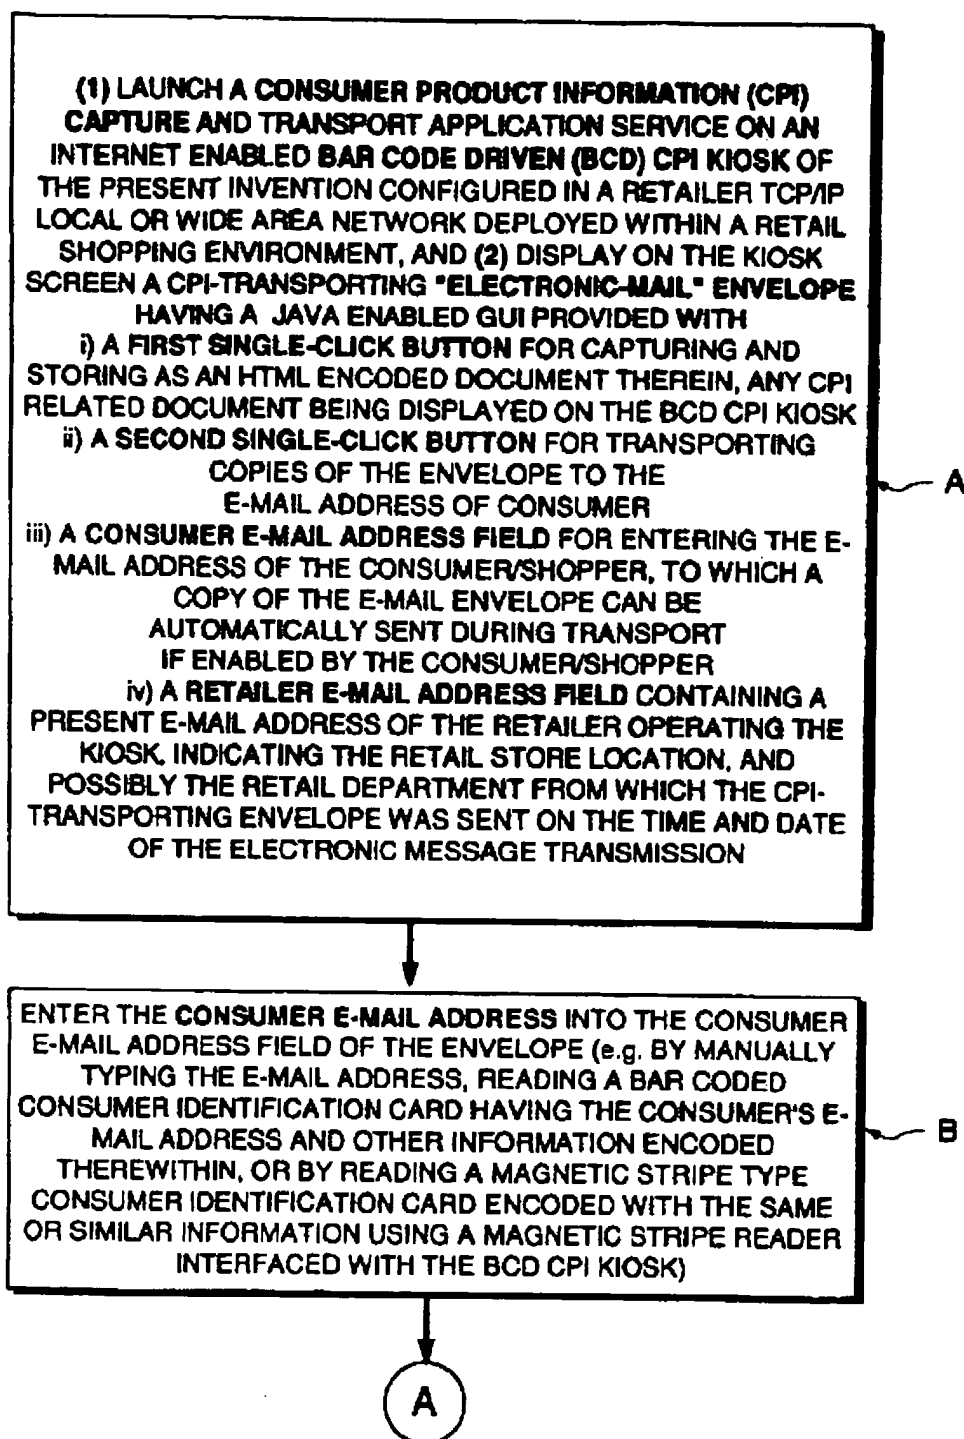 (1) LAUNCH A CONSUMER PRODUCT INFORMATION (CPI)
CAPTURE AND TRANSPORT APPLICATION SERVICE ON AN
INTERNET ENABLED BAR CODE DRIVEN (BCD) CPI KIOSK OF
THE PRESENT INVENTION CONFIGURED IN A RETAILER TCP/IP
LOCAL OR WIDE AREA NETWORK DEPLOYED WITHIN A RETAIL
SHOPPING ENVIRONMENT, AND (2) DISPLAY ON THE KIOSK
SCREEN A CPI-TRANSPORTING "ELECTRONIC-MAIL" ENVELOPE
HAVING A JAVA ENABLED GUI PROVIDED WITH
i) A FIRST SINGLE-CLICK BUTTON FOR CAPTURING AND
STORING AS AN HTML ENCODED DOCUMENT THEREIN, ANY CPI
RELATED DOCUMENT BEING DISPLAYED ON THE BCD CPI KIOSK
ii) A SECOND SINGLE-CLICK BUTTON FOR TRANSPORTING
COPIES OF THE ENVELOPE TO THE
E-MAIL ADDRESS OF CONSUMER
iii) A CONSUMER E-MAIL ADDRESS FIELD FOR ENTERING THE E-
MAIL ADDRESS OF THE CONSUMER/SHOPPER, TO WHICH A
COPY OF THE E-MAIL ENVELOPE CAN BE
AUTOMATICALLY SENT DURING TRANSPORT
IF ENABLED BY THE CONSUMER/SHOPPER
iv) A RETAILER E-MAIL ADDRESS FIELD CONTAINING A
PRESENT E-MAIL ADDRESS OF THE RETAILER OPERATING THE
KIOSK, INDICATING THE RETAIL STORE LOCATION, AND
POSSIBLY THE RETAIL DEPARTMENT FROM WHICH THE CPI-
TRANSPORTING ENVELOPE WAS SENT ON THE TIME AND DATE
OF THE ELECTRONIC MESSAGE TRANSMISSION
A
ENTER THE CONSUMER E-MAIL ADDRESS INTO THE CONSUMER
E-MAIL ADDRESS FIELD OF THE ENVELOPE (e.g. BY MANUALLY
TYPING THE E-MAIL ADDRESS, READING A BAR CODED
CONSUMER IDENTIFICATION CARD HAVING THE CONSUMER'S E-
MAIL ADDRESS AND OTHER INFORMATION ENCODED
THEREWITHIN, OR BY READING A MAGNETIC STRIPE TYPE
CONSUMER IDENTIFICATION CARD ENCODED WITH THE SAME
OR SIMILAR INFORMATION USING A MAGNETIC STRIPE READER
INTERFACED WITH THE BCD CPI KIOSK)
B
A